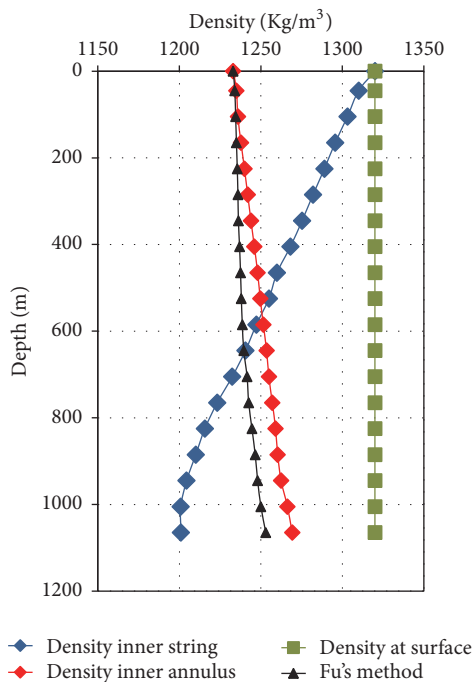 Density (Kg/m³)
1150 1200 1250 1300 1350
0
200
400
600
800
1000
1200
Depth (m)
Density inner string
Density at surface
Density inner annulus
Fu's method